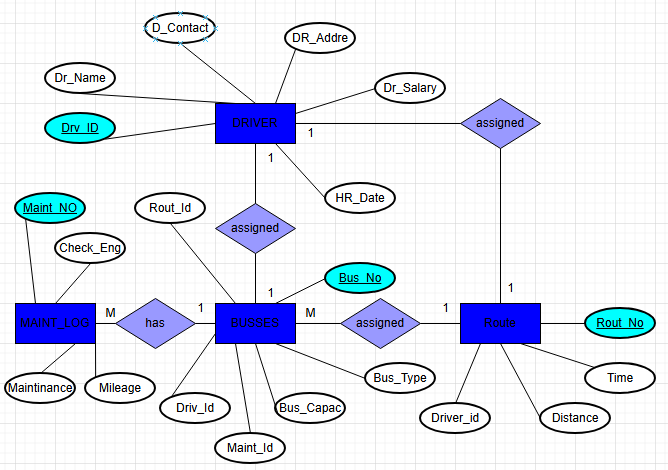 D_Contact
DR_Addre
Dr_Name
Dr_Salary
Drv_ID
DRIVER
1
assigned
1
HR_Date
Maint_NO
Rout_Id
assigned
Check_Eng
Bus_No
1
1
M
1
M
1
MAINT_LOG
has
BUSSES
assigned
Route
Rout_No
Maintinance
Mileage
Bus_Type
Time
Driv_Id
Bus_Capac
Driver_id
Distance
Maint_Id